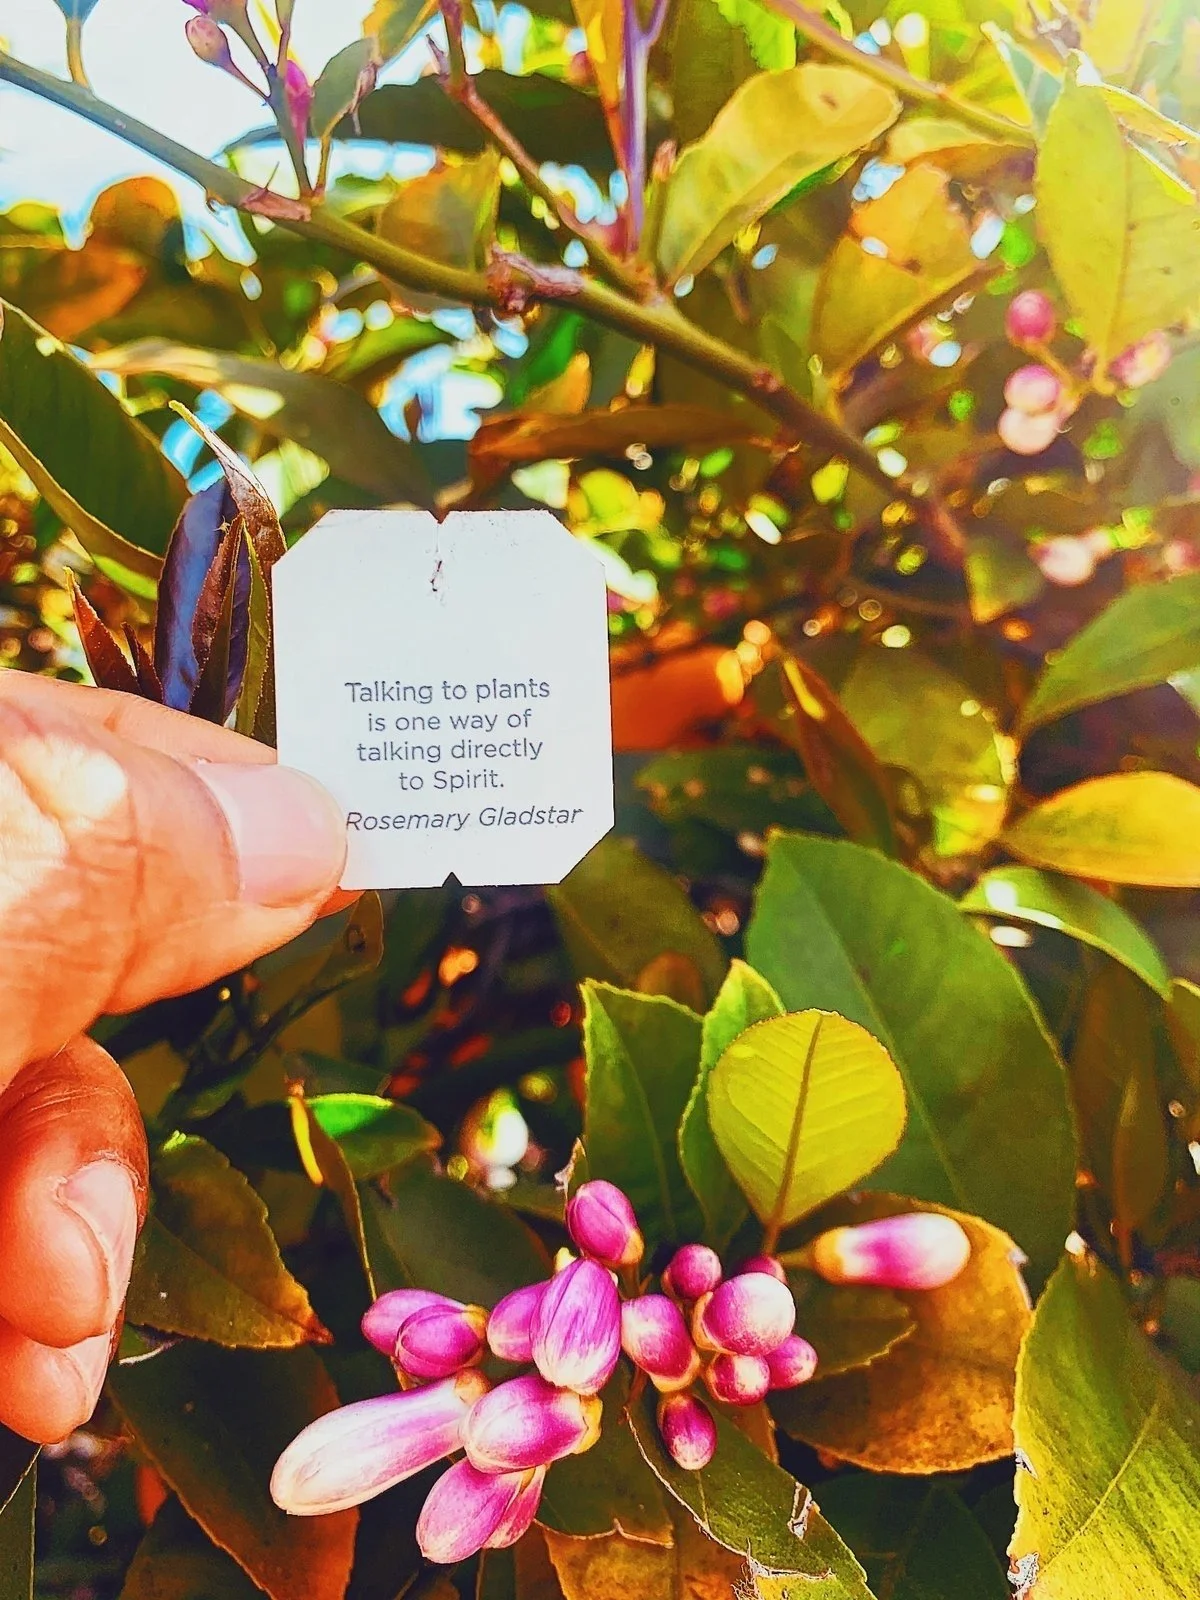 Talking to plants
is one way of
talking directly
to Spirit.
Rosemary Gladstar